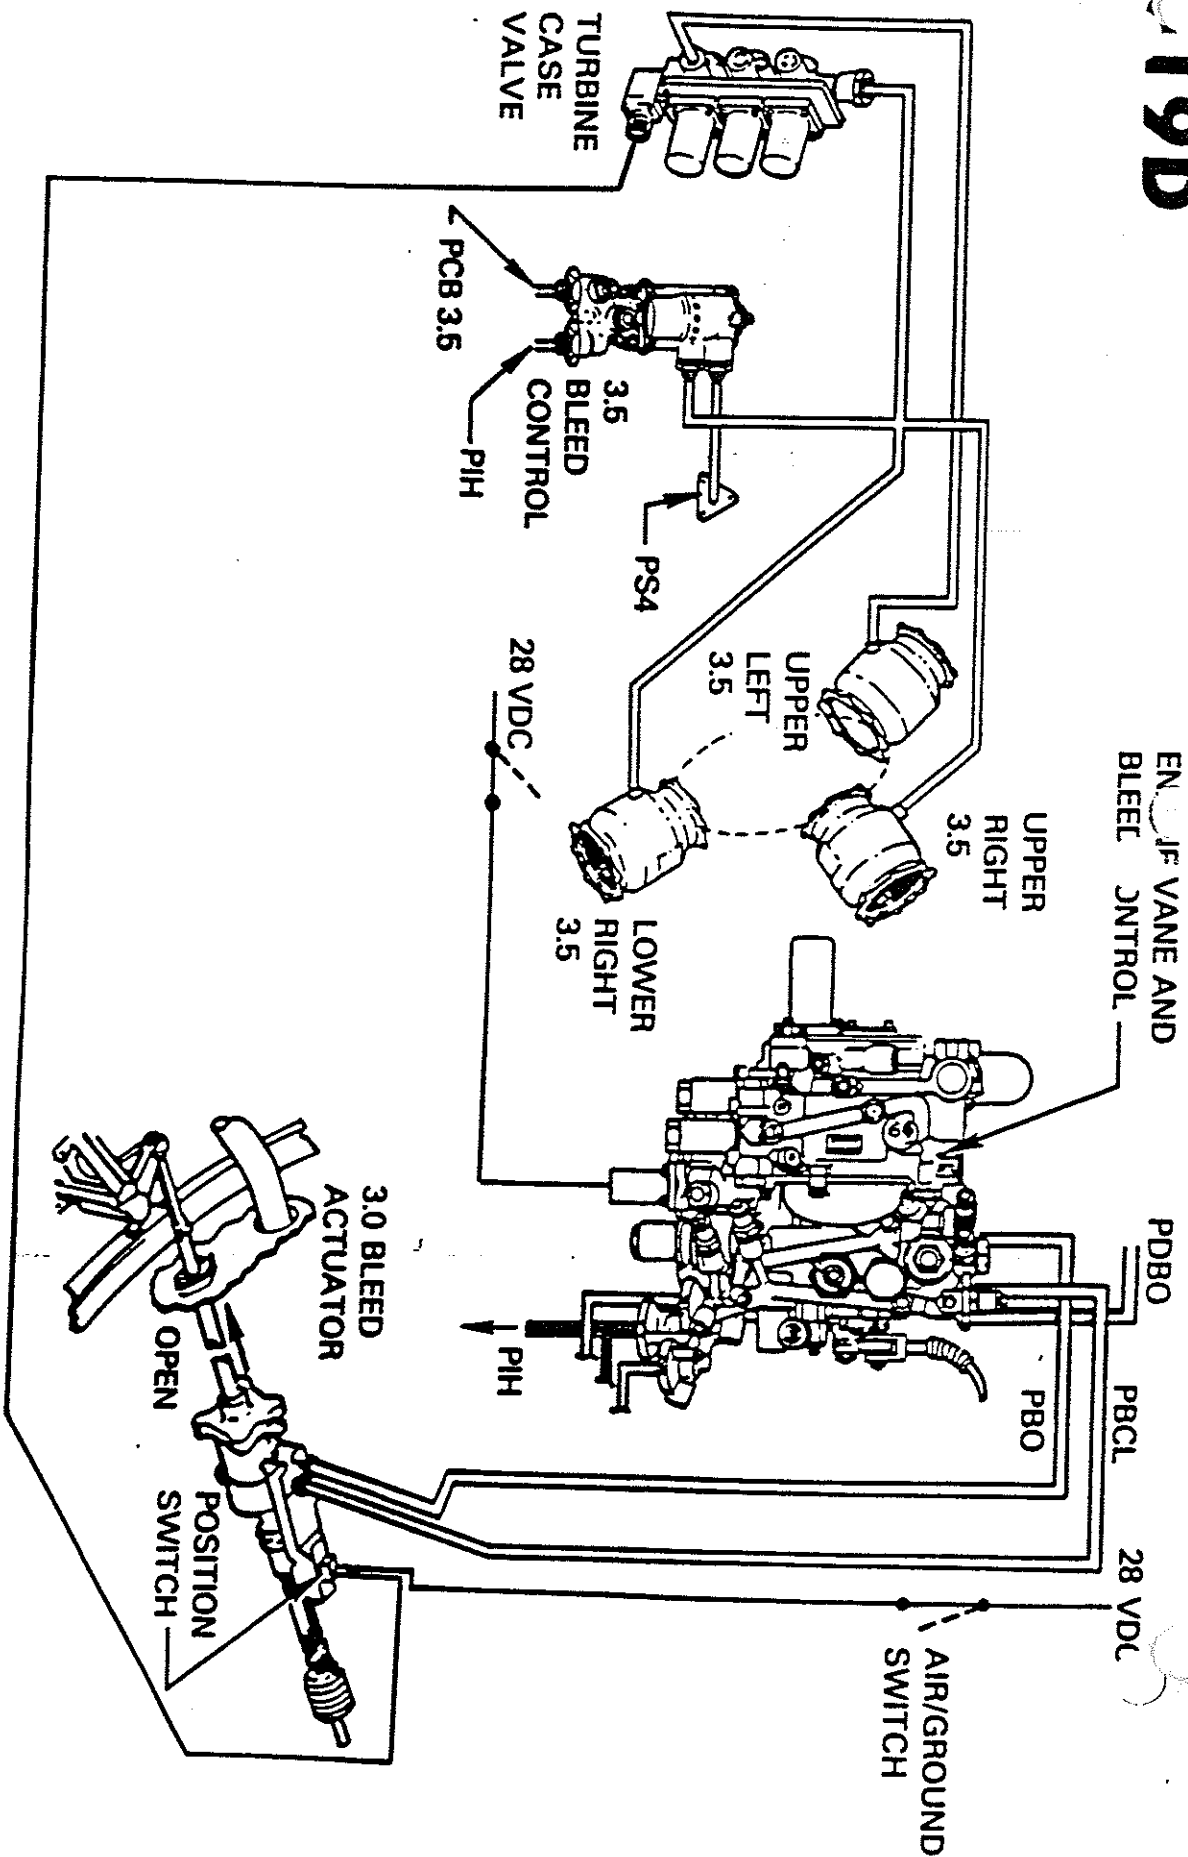 19D
EN
VANE AND
BLEE
UPPER
RIGHT
3.5
PDBO
PBCL
PBO
28 VDC
AIR/GROUND
SWITCH
UPPER
LEFT
3.5
LOWER
RIGHT
3.5
PS4
28 VDC
TURBINE
CASE
VALVE
3.5
BLEED
CONTROL
PCB 3.5
PIH
PIH
3.0 BLEED
ACTUATOR
OPEN
POSITION
SWITCH